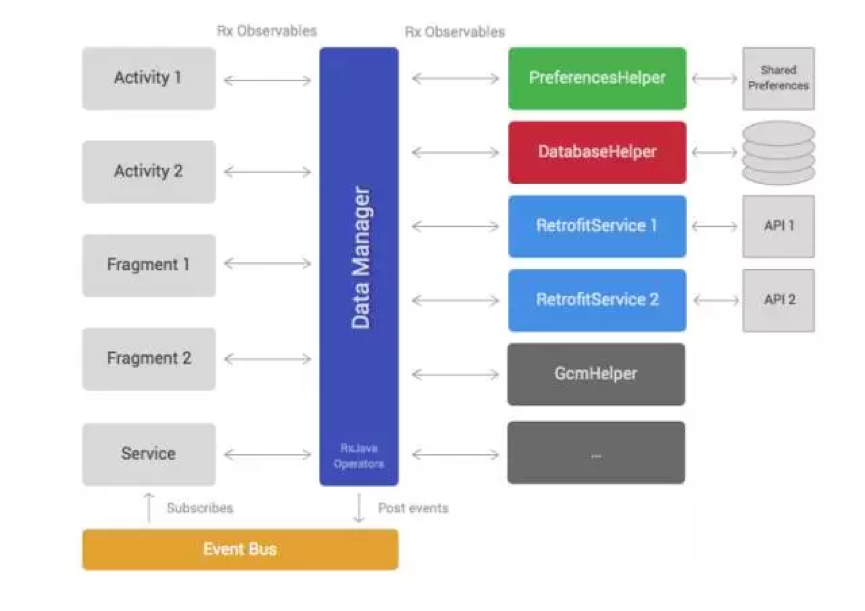 Rx Observables
Rx Observables
Activity 1
Activity 2
Fragment 1
Fragment 2
Service
Data Manager
RxJava
Operators
PreferencesHelper
DatabaseHelper
RetrofitService 1
RetrofitService 2
GcmHelper
...
Shared
Preferences
API 1
API 2
Subscribes
Post events
Event Bus